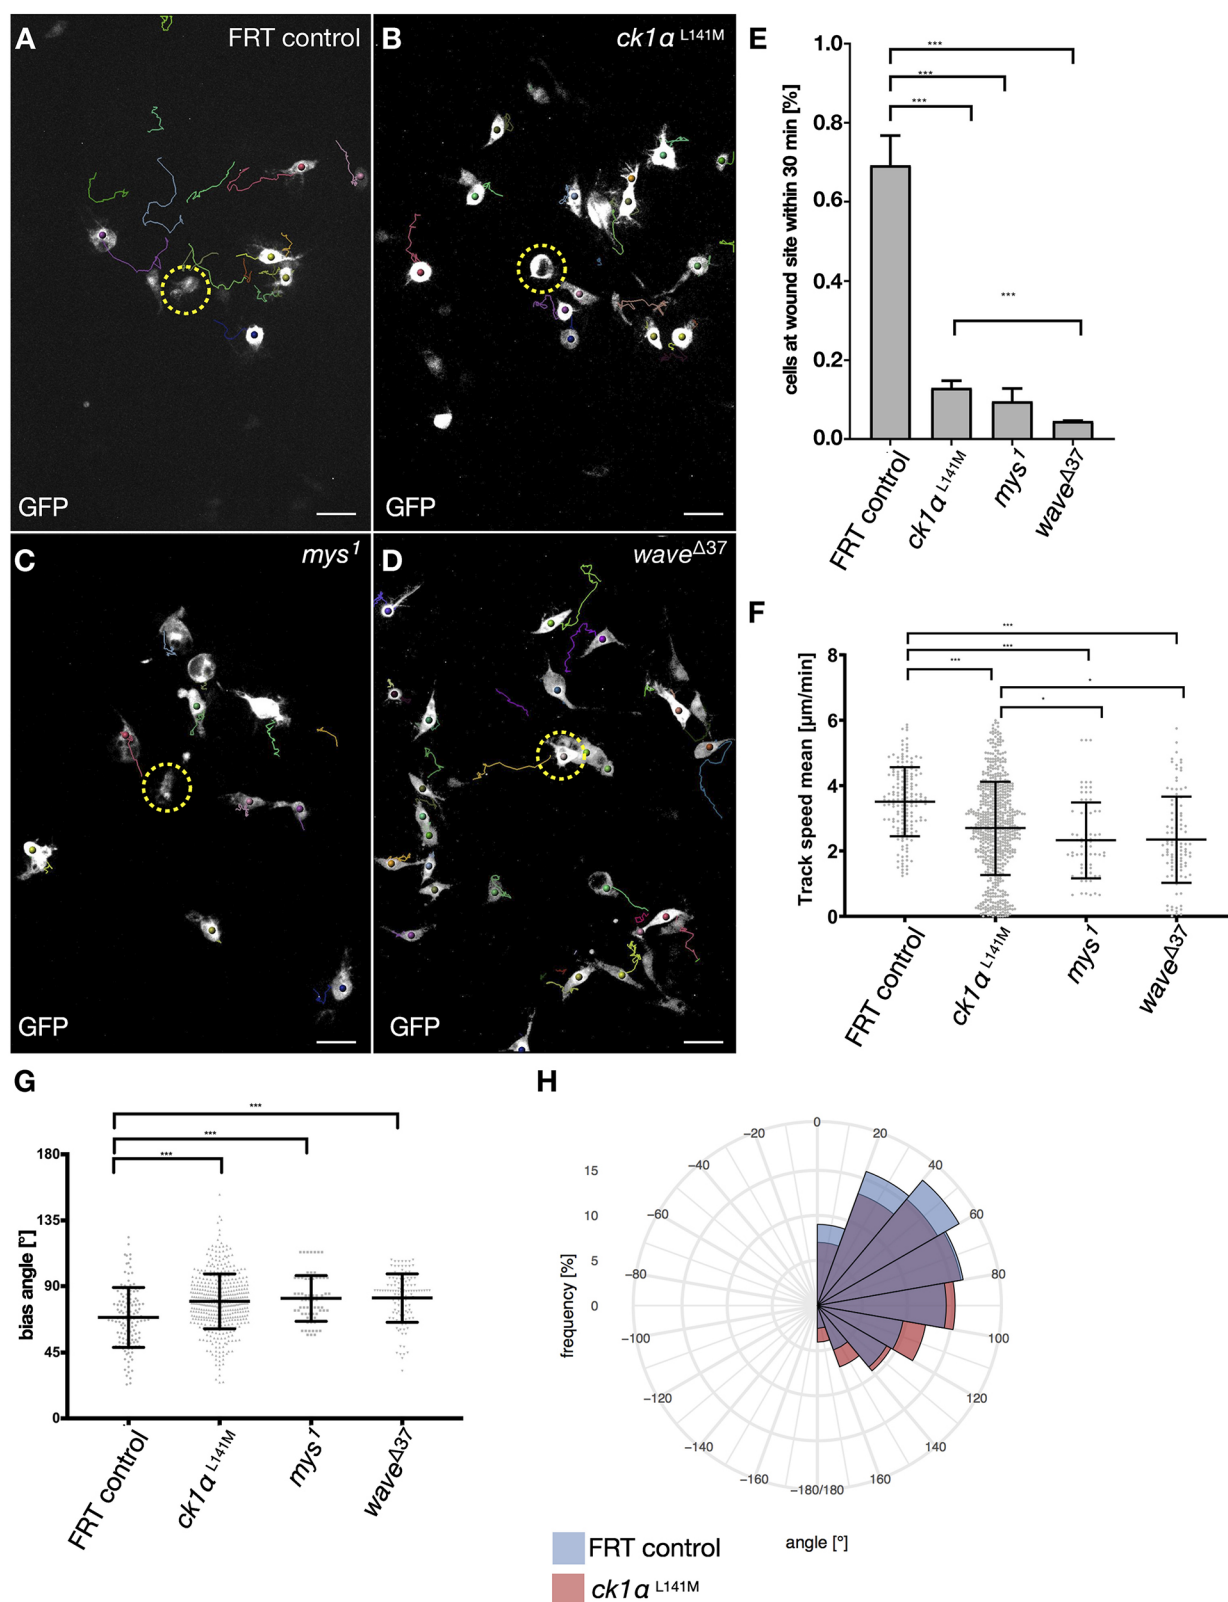 A
FRT control
GFP
B
ck1α L141M
GFP
C
mys1
GFP
D
waveΔ37
GFP
E
cells at wound site within 30 min [%]
1.0
0.8
0.6
0.4
0.2
0.0
***
***
***
***
FRT control
ck1α L141M
mys1
waveΔ37
F
Track speed mean [µm/min]
8
6
4
2
0
***
***
***
*
*
FRT control
ck1α L141M
mys1
waveΔ37
G
bias angle [°]
180
135
90
45
0
***
***
***
FRT control
ck1α L141M
mys1
waveΔ37
H
frequency [%]
15
10
5
0
0
20
40
60
80
100
120
140
160
−180/180
−160
−140
−120
−100
−80
−60
−40
−20
angle [°]
FRT control
ck1α L141M